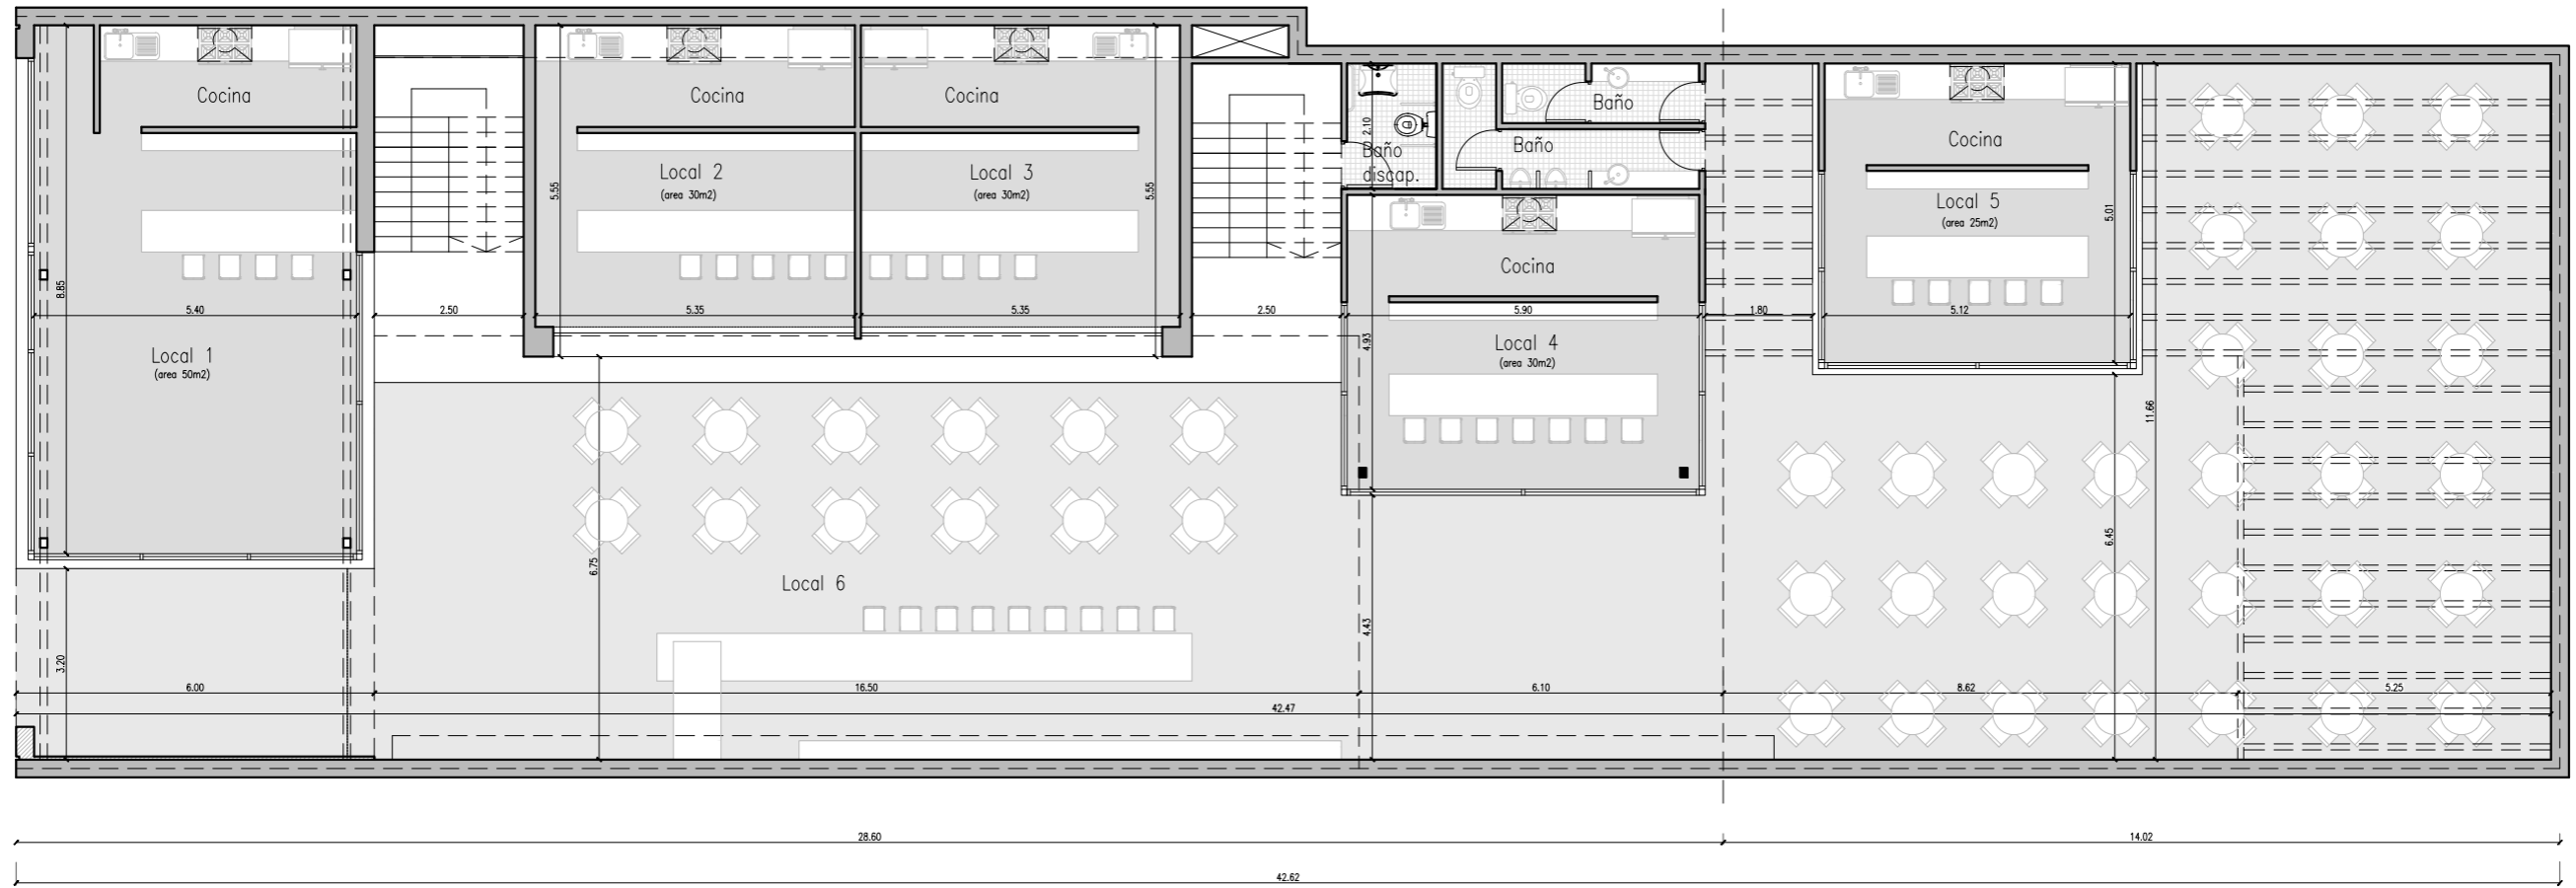 Cocina
Cocina
Cocina
Baño
Baño
Baño
discap.
Cocina
2.10
Local 2
(area 30m2)
Local 3
(area 30m2)
5.55
5.55
Local 5
(area 25m2)
5.01
Cocina
8.85
5.40
2.50
5.35
5.35
2.50
5.90
1.80
5.12
Local 1
(area 50m2)
Local 4
(area 30m2)
4.93
11.66
6.75
6.45
Local 6
4.43
3.20
6.00
16.50
6.10
8.62
5.25
42.47
28.60
14.02
42.62